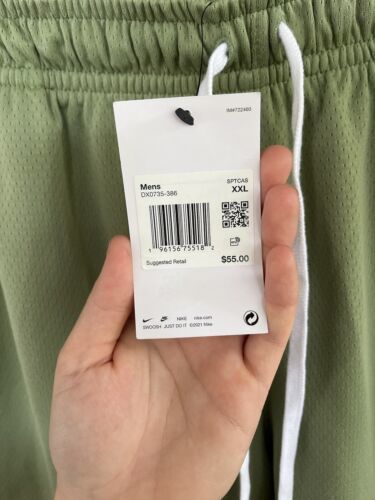 IM#722460
Mens
SPTCAS
DX0735-386
XXL
1 96156 75518 2
Suggested Retail
$55.00
NIKE nike.com
SWOOSH JUST DO IT ©2021 Nike